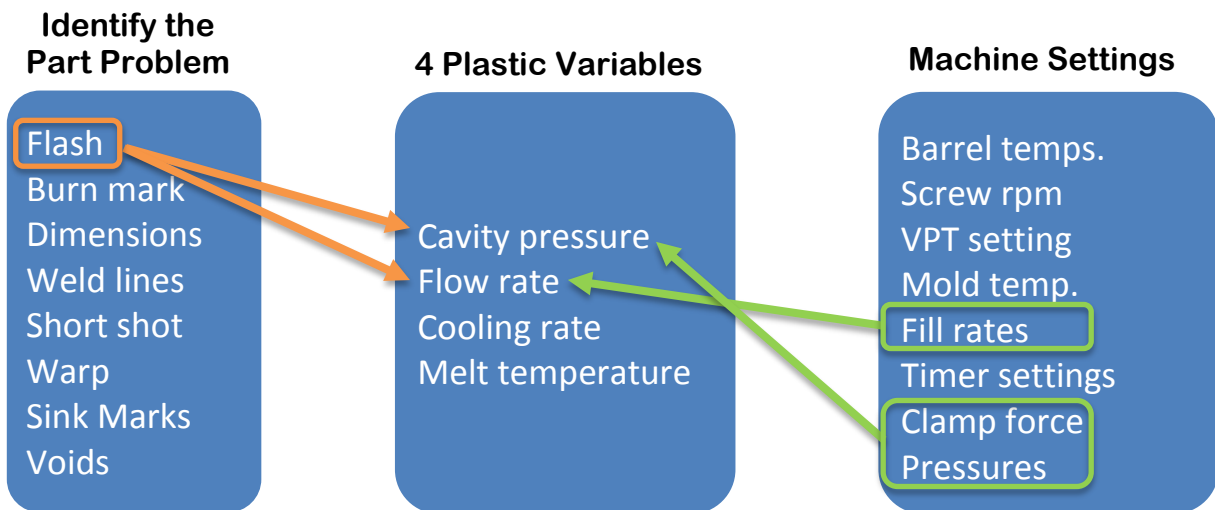 Identify the
Part Problem
Flash
Burn mark
Dimensions
Weld lines
Short shot
Warp
Sink Marks
Voids
4 Plastic Variables
Cavity pressure
Flow rate
Cooling rate
Melt temperature
Machine Settings
Barrel temps.
Screw rpm
VPT setting
Mold temp.
Fill rates
Timer settings
Clamp force
Pressures